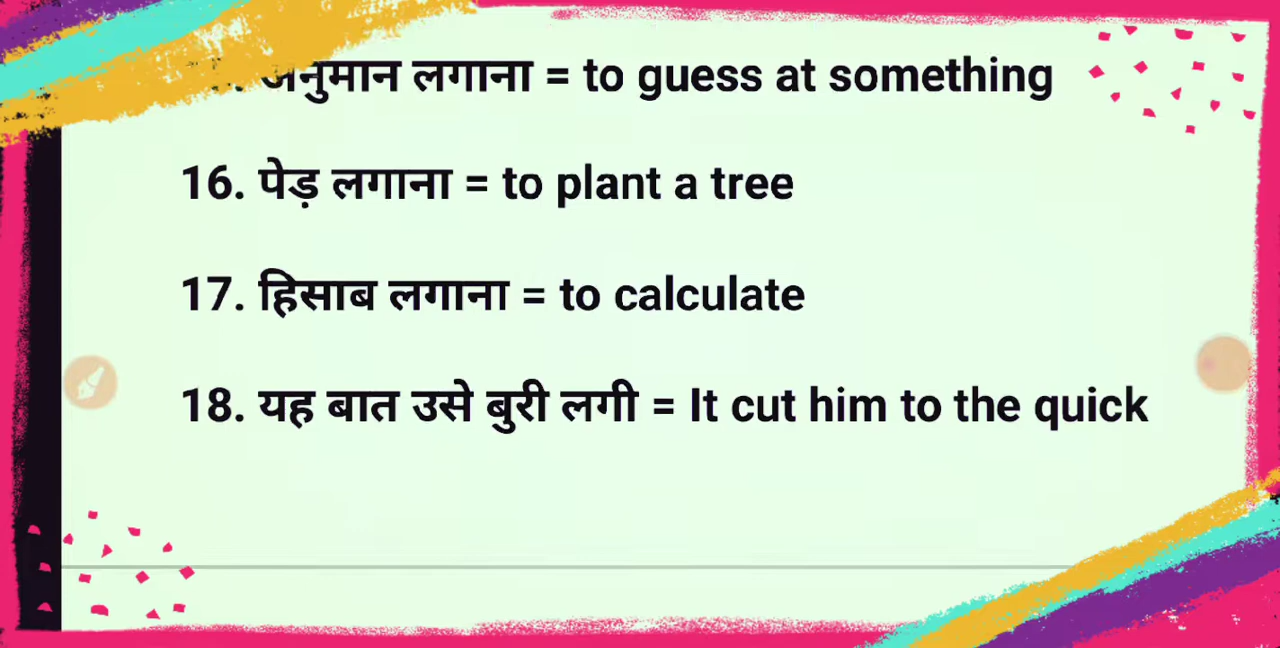 अनुमान लगाना = to guess at something
16. पेड़ लगाना = to plant a tree
17. हिसाब लगाना = to calculate
18. यह बात उसे बुरी लगी = It cut him to the quick